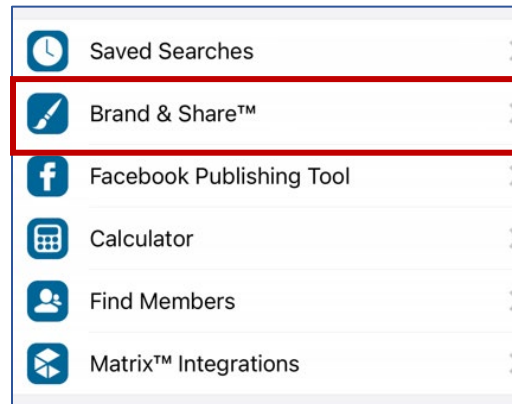 Saved Searches
Brand & Share™
Facebook Publishing Tool
Calculator
Find Members
Matrix™ Integrations